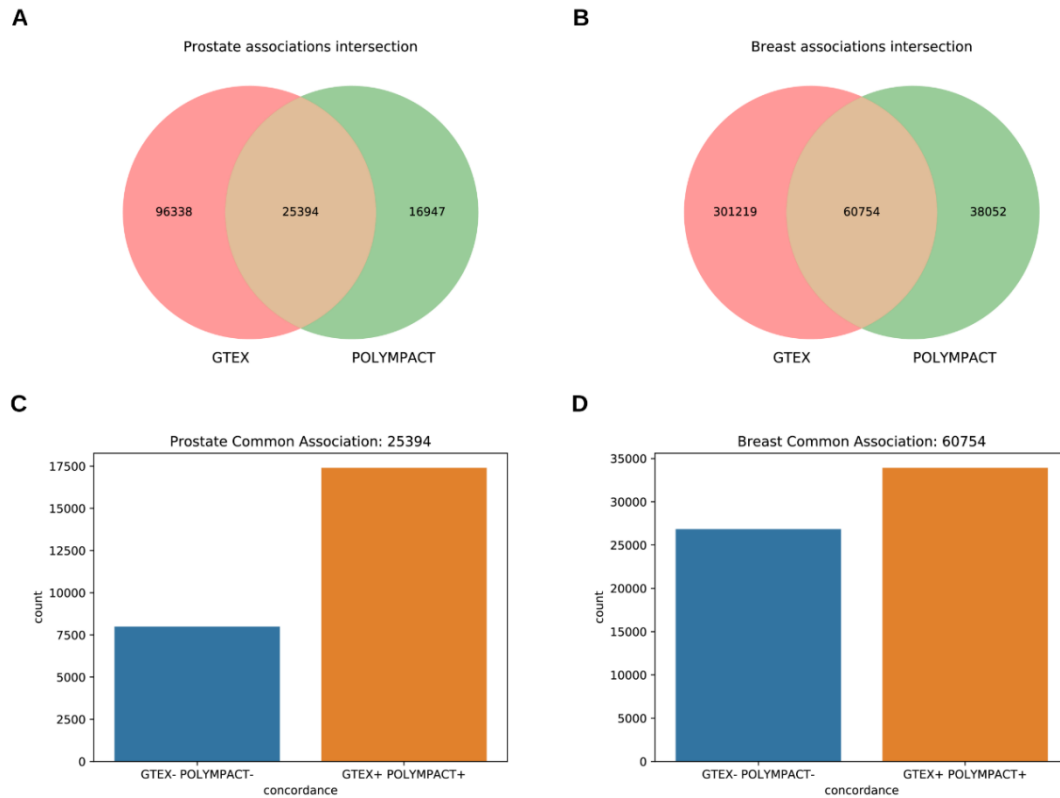 A
Prostate associations intersection
96338
25394
16947
GTEX
POLYMPACT
B
Breast associations intersection
301219
60754
38052
GTEX
POLYMPACT
C
Prostate Common Association: 25394
17500
15000
12500
10000
7500
5000
2500
0
count
GTEX- POLYMPACT-
GTEX+ POLYMPACT+
concordance
D
Breast Common Association: 60754
35000
30000
25000
20000
15000
10000
5000
0
count
GTEX- POLYMPACT-
GTEX+ POLYMPACT+
concordance